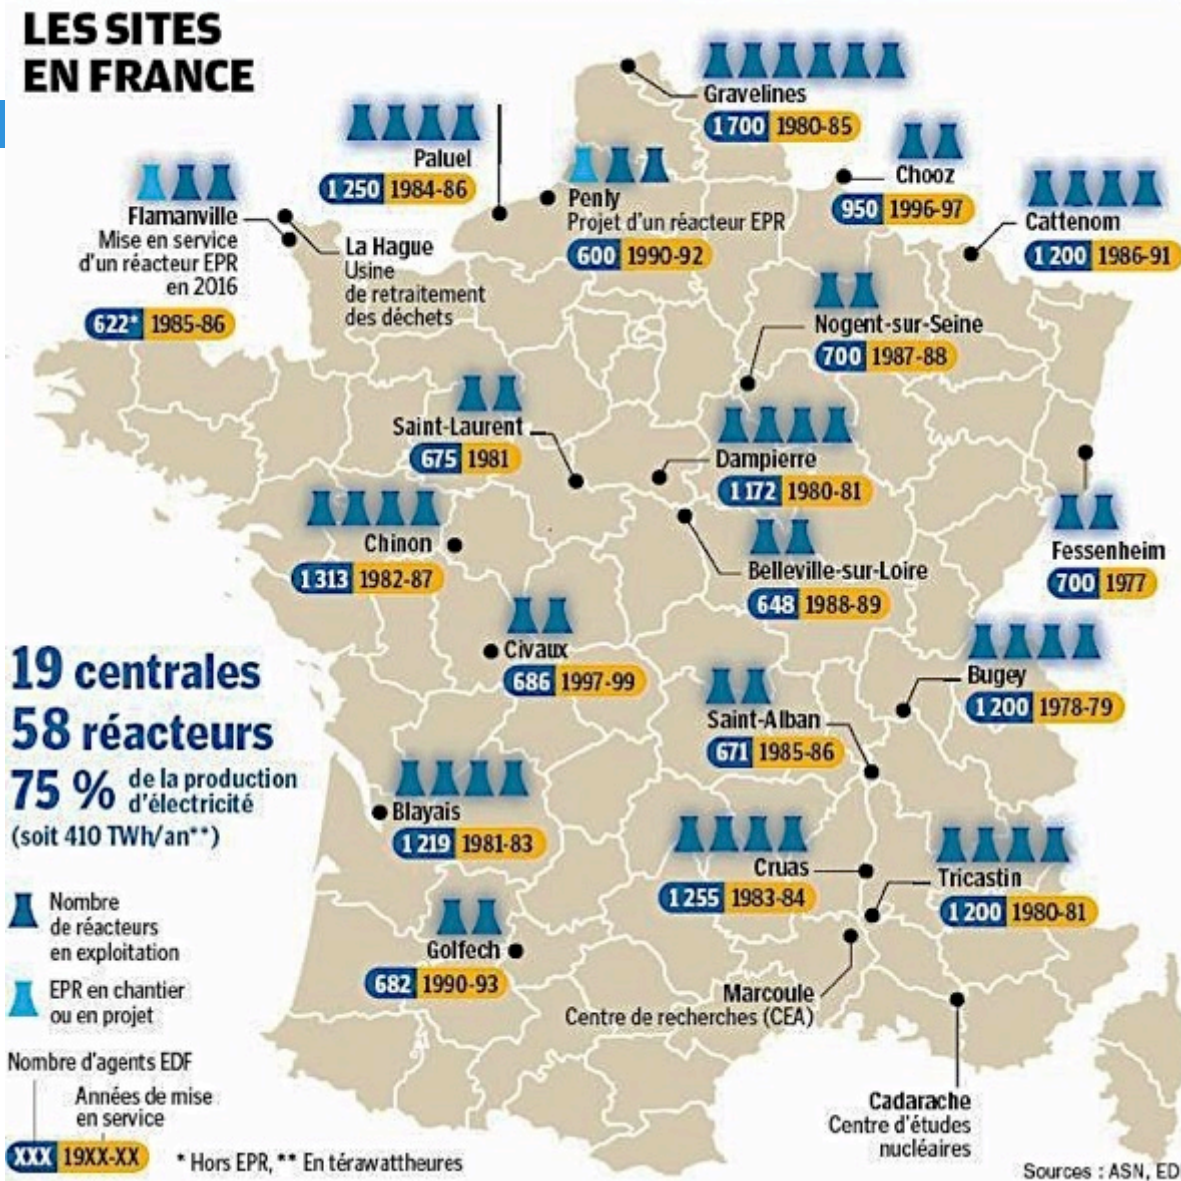 LES SITES
EN FRANCE
Gravelines
1 700 1980-85
Paluel
1 250 1984-86
Chooz
950 1996-97
Penly
Projet d'un réacteur EPR
600 1990-92
Cattenom
1 200 1986-91
Flamanville
Mise en service
d'un réacteur EPR
en 2016
622* 1985-86
La Hague
Usine
de retraitement
des déchets
Nogent-sur-Seine
700 1987-88
Saint-Laurent
675 1981
Dampierre
1 172 1980-81
Chinon
1 313 1982-87
Belleville-sur-Loire
648 1988-89
Fessenheim
700 1977
Civaux
686 1997-99
Bugey
1 200 1978-79
Saint-Alban
671 1985-86
19 centrales
58 réacteurs
75 % de la production
d'électricité
(soit 410 TWh/an**)
Blayais
1 219 1981-83
Cruas
1 255 1983-84
Tricastin
1 200 1980-81
Golfech
682 1990-93
Marcoule
Centre de recherches (CEA)
Cadarache
Centre d'études
nucléaires
Nombre
de réacteurs
en exploitation
EPR en chantier
ou en projet
Nombre d'agents EDF
Années de mise
en service
XXX 19XX-XX
* Hors EPR, ** En térawattheures
Sources : ASN, ED